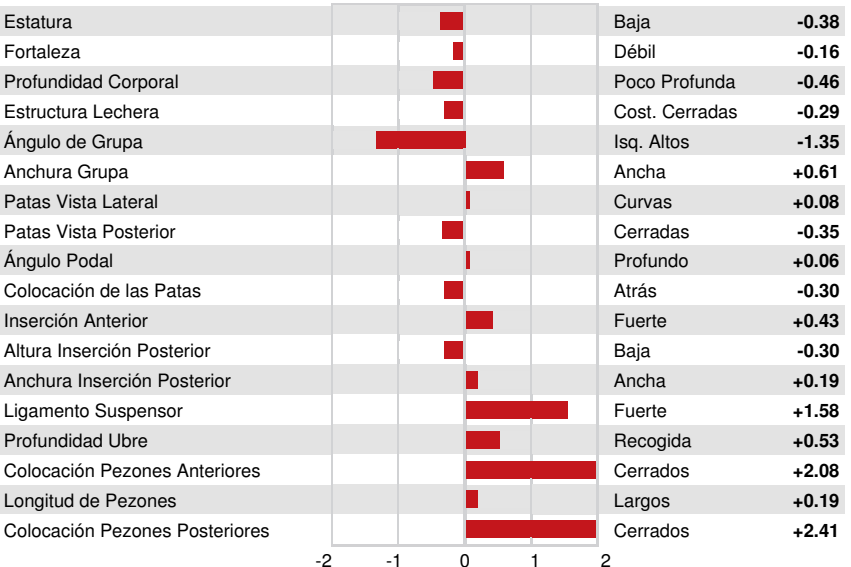 Estatura Baja -0.38
Fortaleza Débil -0.16
Profundidad Corporal Poco Profunda -0.46
Estructura Lechera Cost. Cerradas -0.29
Ángulo de Grupa Isq. Altos -1.35
Anchura Grupa Ancha +0.61
Patas Vista Lateral Curvas +0.08
Patas Vista Posterior Cerradas -0.35
Ángulo Podal Profundo +0.06
Colocación de las Patas Atrás -0.30
Inserción Anterior Fuerte +0.43
Altura Inserción Posterior Baja -0.30
Anchura Inserción Posterior Ancha +0.19
Ligamento Suspensor Fuerte +1.58
Profundidad Ubre Recogida +0.53
Colocación Pezones Anteriores Cerrados +2.08
Longitud de Pezones Largos +0.19
Colocación Pezones Posteriores Cerrados +2.41
-2 -1 0 1 2